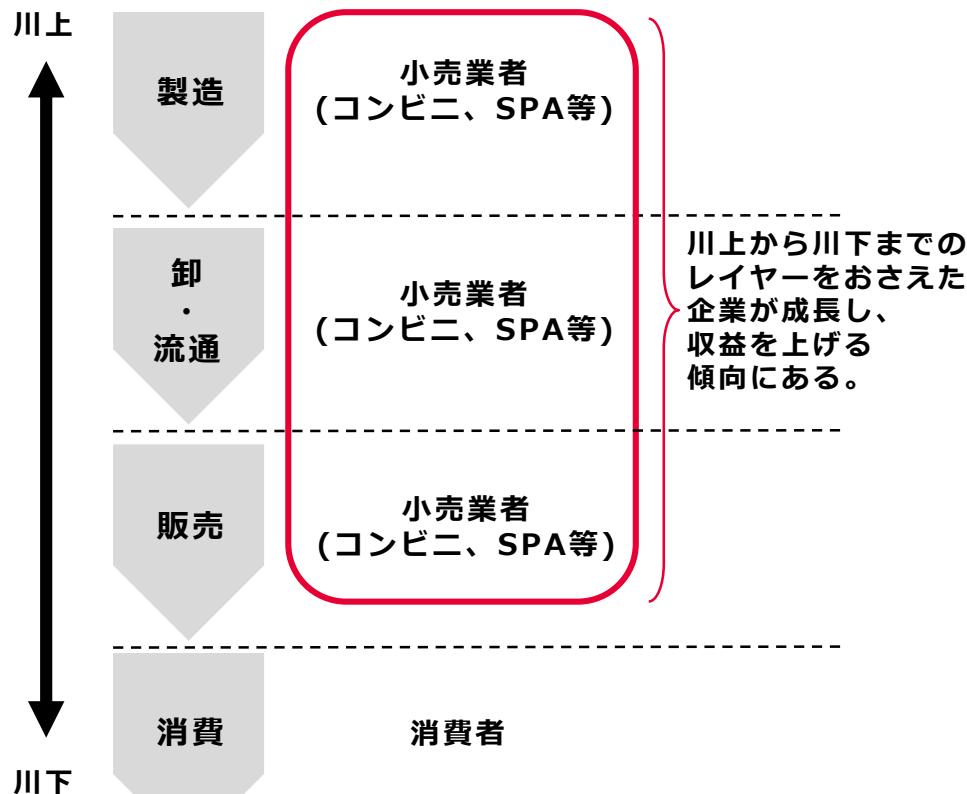 川上
製造
小売業者
(コンビニ、SPA等)
卸
・
流通
小売業者
(コンビニ、SPA等)
川上から川下までの
レイヤーをおさえた
企業が成長し、
収益を上げる
傾向にある。
販売
小売業者
(コンビニ、SPA等)
消費
消費者
川下